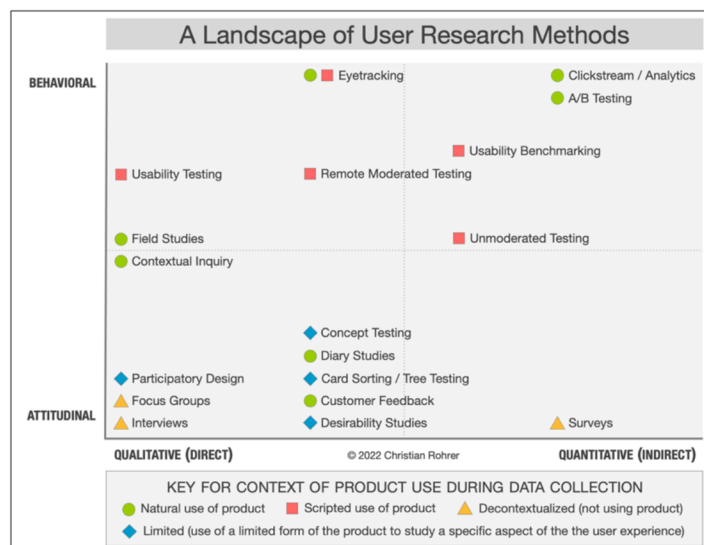 A Landscape of User Research Methods
BEHAVIORAL
Eyetracking
Clickstream / Analytics
A/B Testing
Usability Benchmarking
Usability Testing
Remote Moderated Testing
Field Studies
Unmoderated Testing
Contextual Inquiry
Concept Testing
Diary Studies
Participatory Design
Card Sorting / Tree Testing
Focus Groups
Customer Feedback
ATTITUDINAL
Interviews
Desirability Studies
Surveys
QUALITATIVE (DIRECT)
© 2022 Christian Rohrer
QUANTITATIVE (INDIRECT)
KEY FOR CONTEXT OF PRODUCT USE DURING DATA COLLECTION
Natural use of product
Scripted use of product
Decontextualized (not using product)
Limited (use of a limited form of the product to study a specific aspect of the the user experience)